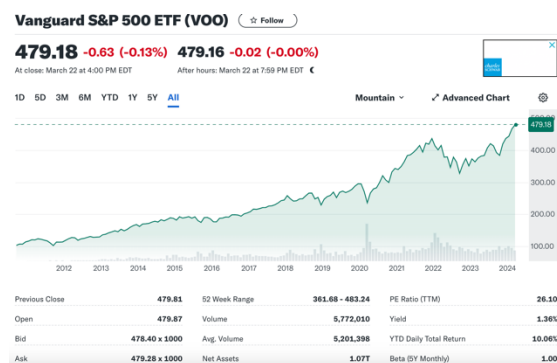 Vanguard S&P 500 ETF (VOO) ☆ Follow
479.18 -0.63 (-0.13%) 479.16 -0.02 (-0.00%)
At close: March 22 at 4:00 PM EDT After hours: March 22 at 7:59 PM EDT
1D 5D 3M 6M YTD 1Y 5Y All Mountain Advanced Chart
479.18
400.00
300.00
200.00
100.00
2012 2013 2014 2015 2016 2017 2018 2019 2020 2021 2022 2023 2024
Previous Close 479.81 52 Week Range 361.68 - 483.24 PE Ratio (TTM) 26.10
Open 479.87 Volume 5,772,010 Yield 1.36%
Bid 478.40 x 1000 Avg. Volume 5,201,398 YTD Daily Total Return 10.06%
Ask 479.28 x 1000 Net Assets 1.07T Beta (5Y Monthly) 1.00